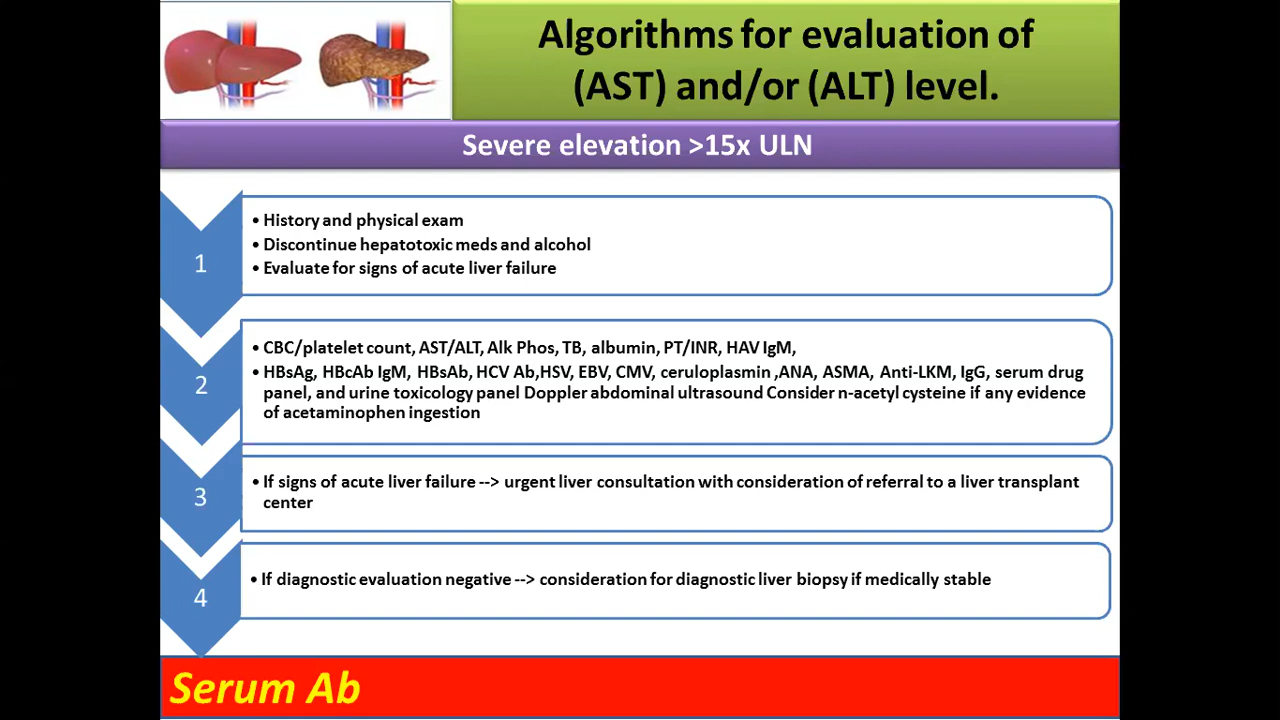 Algorithms for evaluation of
(AST) and/or (ALT) level.
Severe elevation >15x ULN
1
• History and physical exam
• Discontinue hepatotoxic meds and alcohol
• Evaluate for signs of acute liver failure
2
• CBC/platelet count, AST/ALT, Alk Phos, TB, albumin, PT/INR, HAV IgM,
• HBsAg, HBcAb IgM, HBsAb, HCV Ab,HSV, EBV, CMV, ceruloplasmin ,ANA, ASMA, Anti-LKM, IgG, serum drug
panel, and urine toxicology panel Doppler abdominal ultrasound Consider n-acetyl cysteine if any evidence
of acetaminophen ingestion
3
• If signs of acute liver failure --> urgent liver consultation with consideration of referral to a liver transplant
center
4
• If diagnostic evaluation negative --> consideration for diagnostic liver biopsy if medically stable
Serum Ab